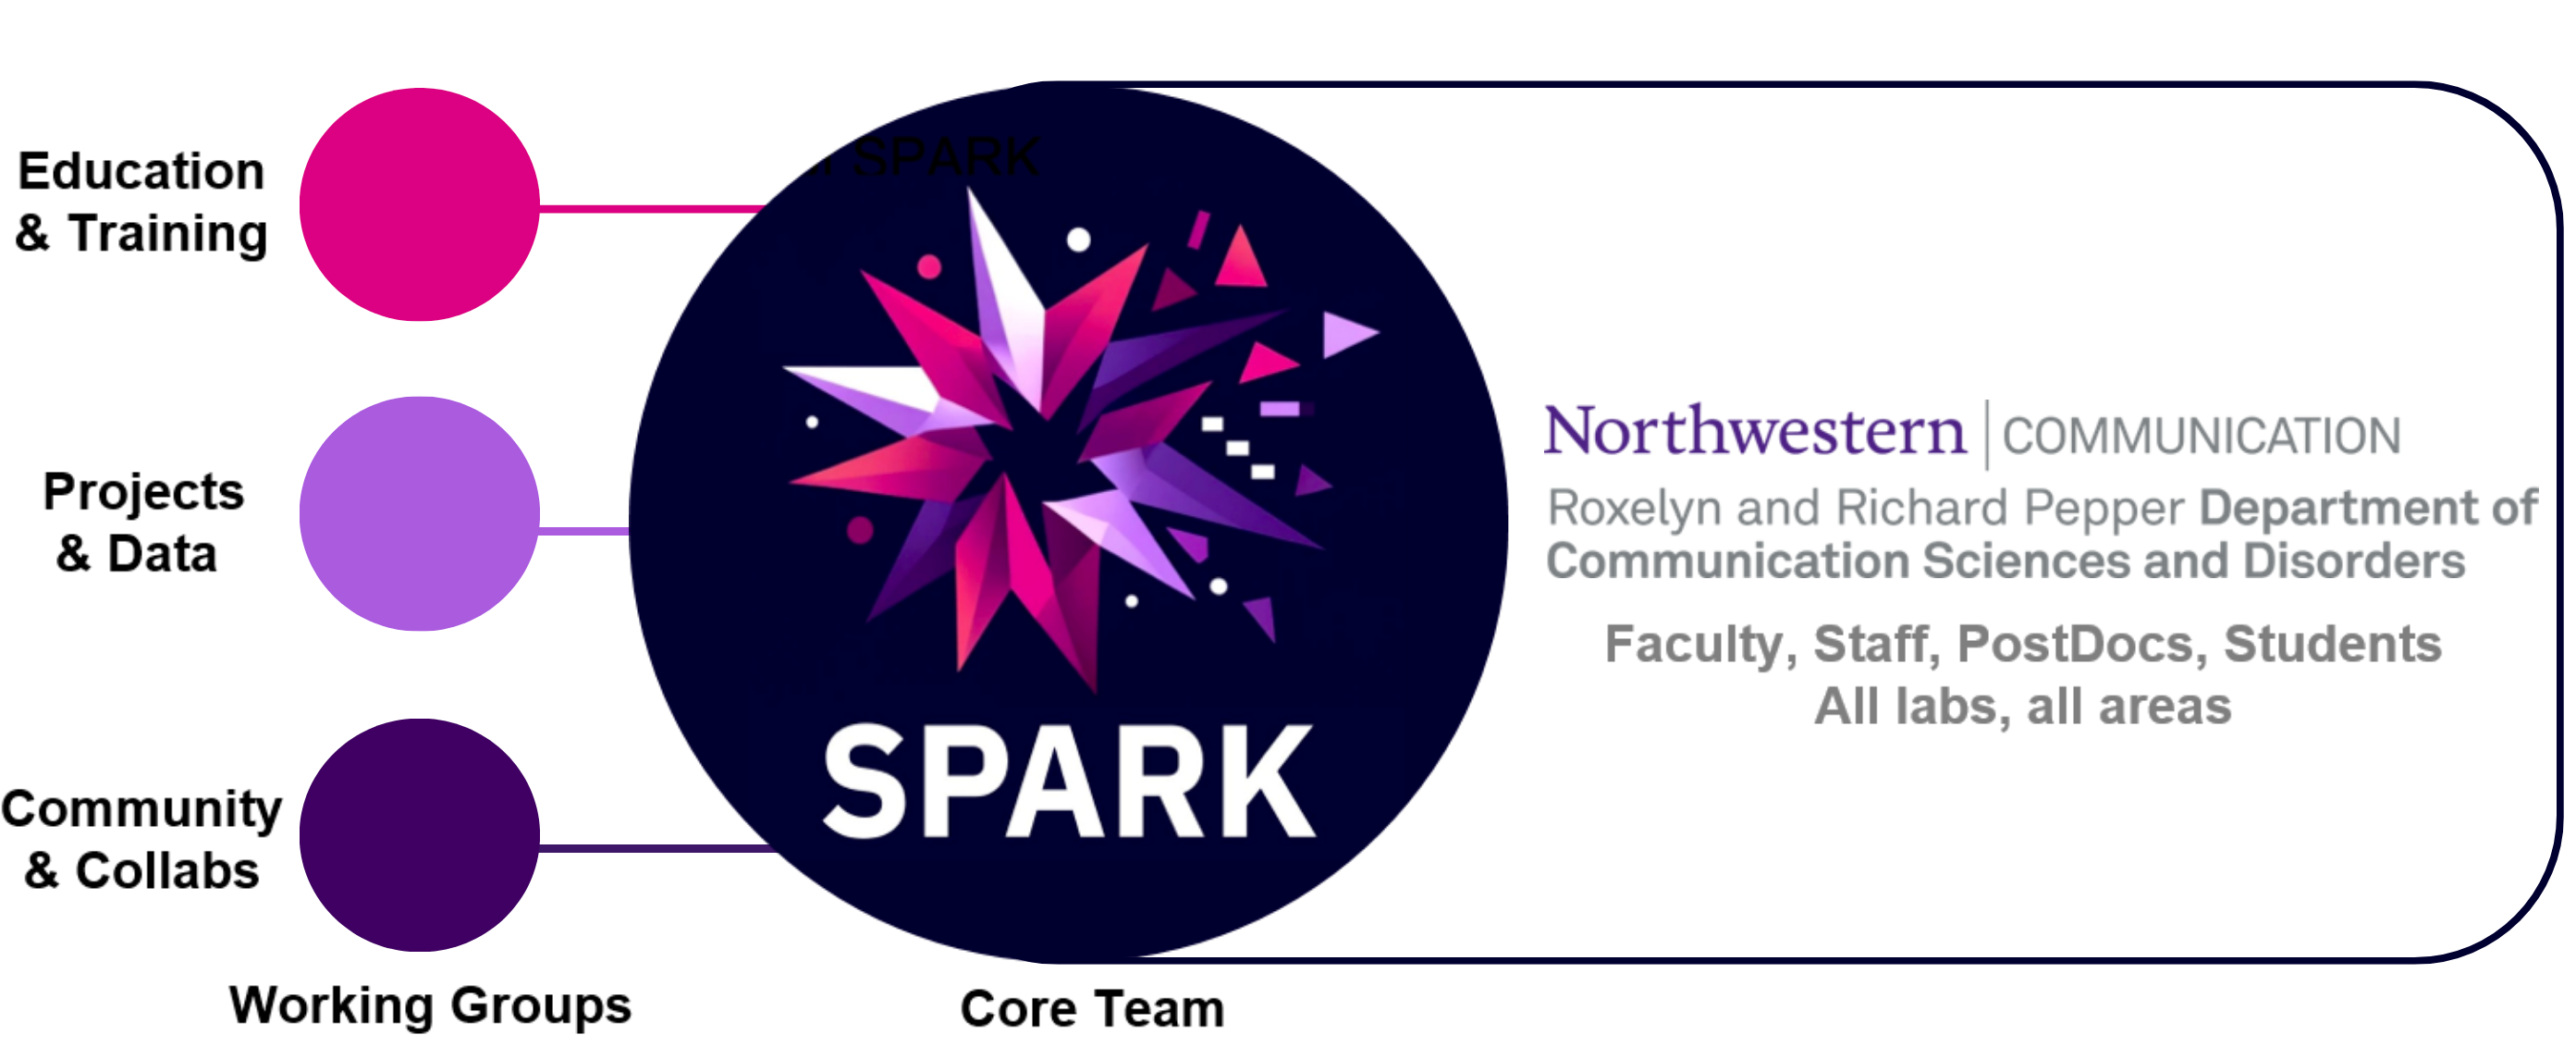 Education
& Training
Projects
& Data
Community
& Collabs
Working Groups
SPARK
SPARK
Core Team
Northwestern | COMMUNICATION
Roxelyn and Richard Pepper Department of
Communication Sciences and Disorders
Faculty, Staff, PostDocs, Students
All labs, all areas